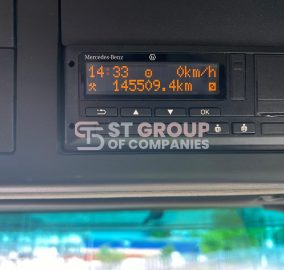 Mercedes-Benz
14:33 0km/h
145509.4km
OK
ST GROUP
OF COMPANIES